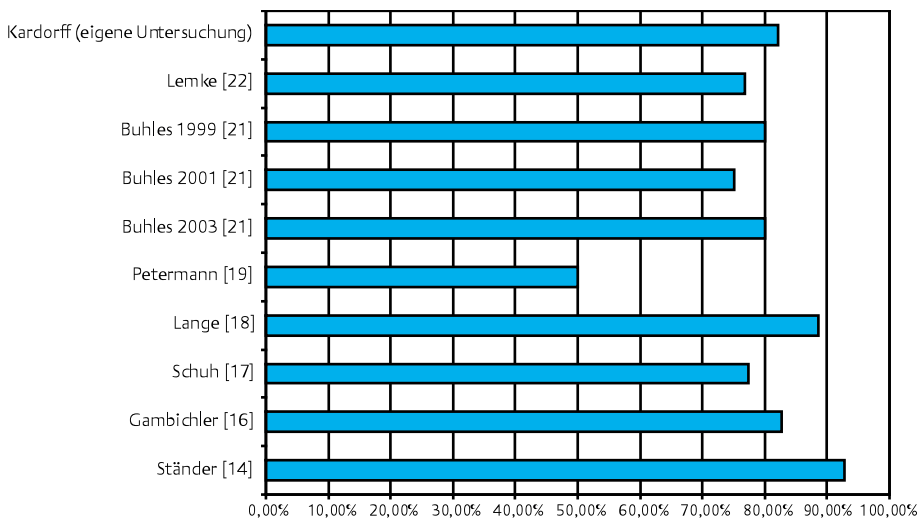 Kardorff (eigene Untersuchung)
Lemke [22]
Buhles 1999 [21]
Buhles 2001 [21]
Buhles 2003 [21]
Petermann [19]
Lange [18]
Schuh [17]
Gambichler [16]
Ständer [14]
0,00% 10,00% 20,00% 30,00% 40,00% 50,00% 60,00% 70,00% 80,00% 90,00% 100,00%